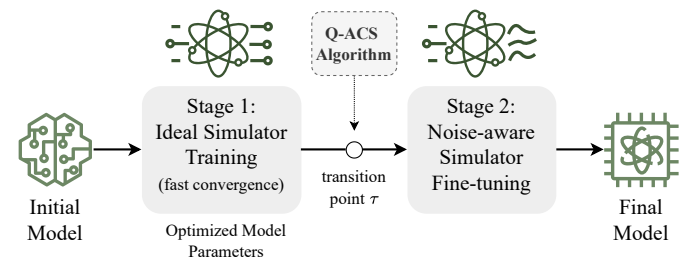 Q-ACS
Algorithm
Stage 1:
Ideal Simulator
Training
(fast convergence)
Stage 2:
Noise-aware
Simulator
Fine-tuning
transition
point τ
Initial
Model
Final
Model
Optimized Model
Parameters